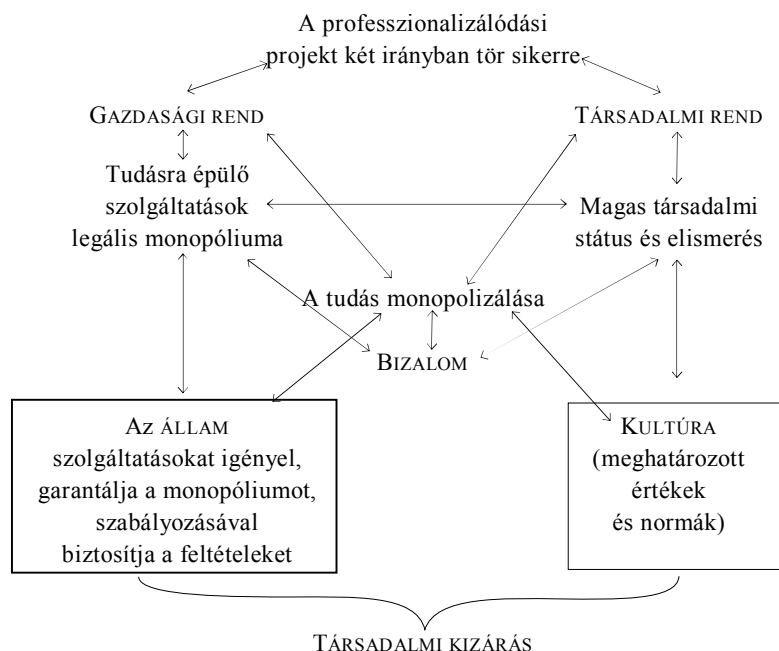 A professzionalizálódási
projekt két irányban tör sikerre
GAZDASÁGI REND
TÁRSADALMI REND
Tudásra épülő
szolgáltatások
legális monopóliuma
Magas társadalmi
státus és elismerés
A tudás monopolizálása
BIZALOM
AZ ÁLLAM
szolgáltatásokat igényel,
garantálja a monopóliumot,
szabályozásával
biztosítja a feltételeket
KULTÚRA
(meghatározott
értékek
és normák)
TÁRSADALMI KIZÁRÁS